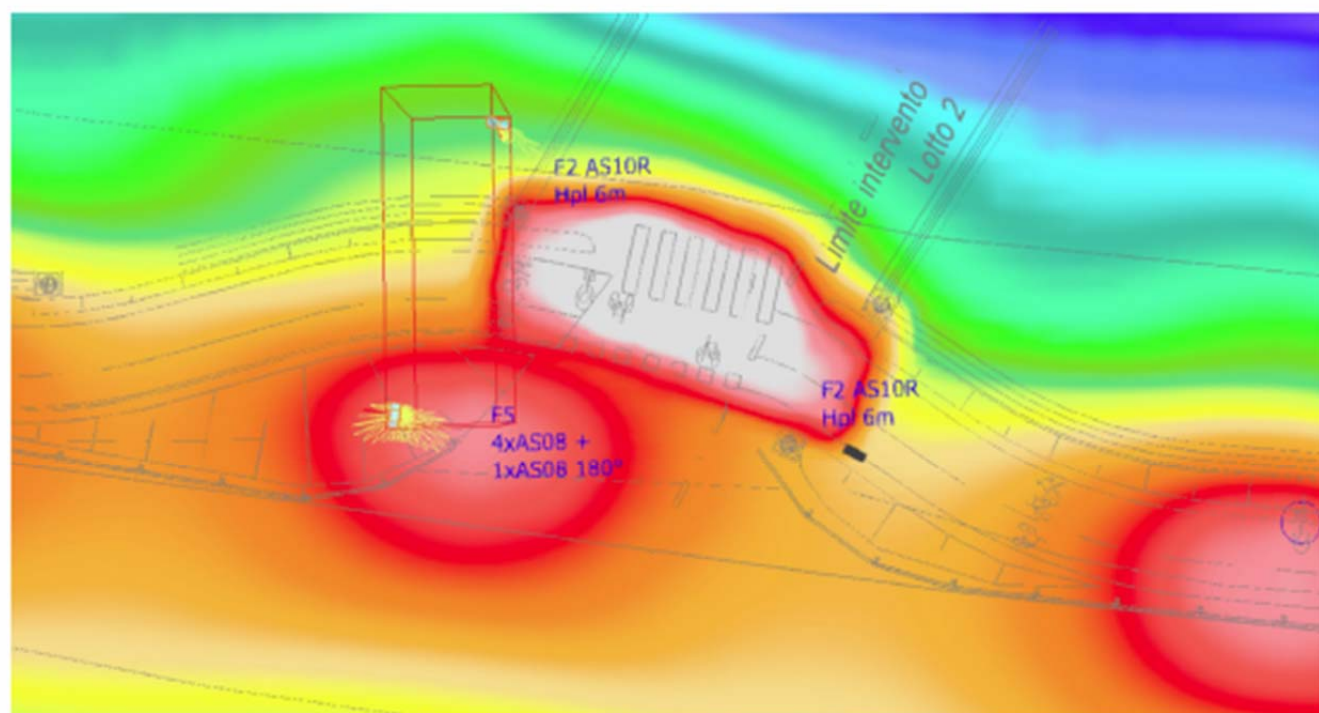 F2 AS10R
Hpl 6m
Limite intervento
Lotto 2
F2 AS10R
Hpl 6m
F5
4xAS08 +
1xAS08 180°